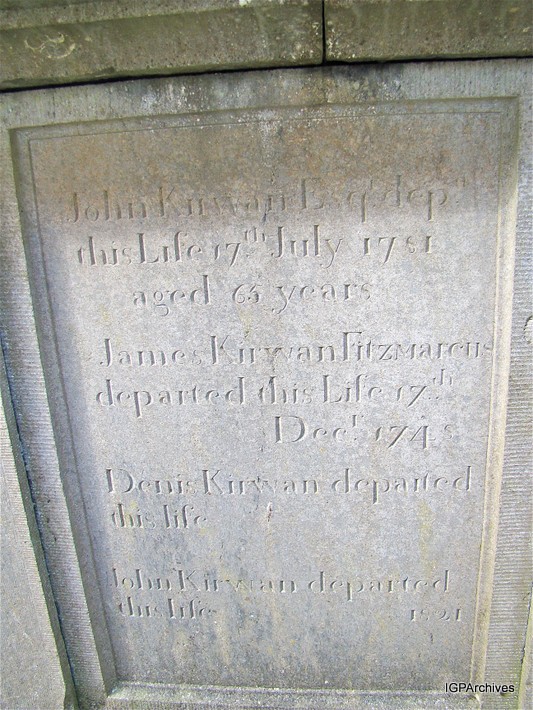 John Kirwan Esqr. depd.
this Life 17th. July 1781
aged 65 years
James Kirwan FitzMarcus
departed this Life 17th.
Decr. 1748
Denis Kirwan departed
this life
John Kirwan departed
this life 1821
IGPArchives